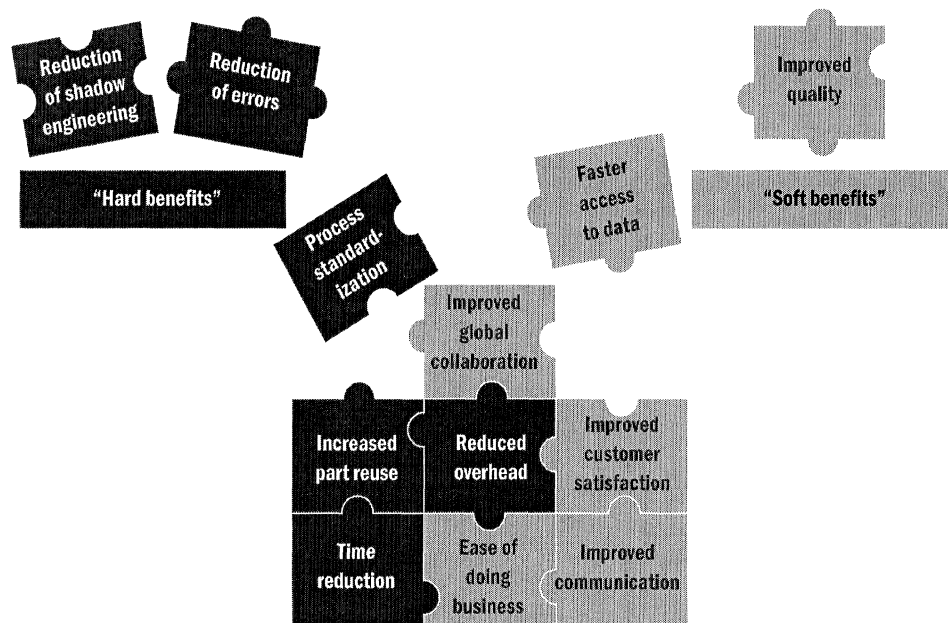 Reduction
of shadow
engineering
Reduction
of errors
Improved
quality
"Hard benefits"
Faster
access
to data
"Soft benefits"
Process
standard-
ization
Improved
global
collaboration
Increased
part reuse
Reduced
overhead
Improved
customer
satisfaction
Time
reduction
Ease of
doing
business
Improved
communication